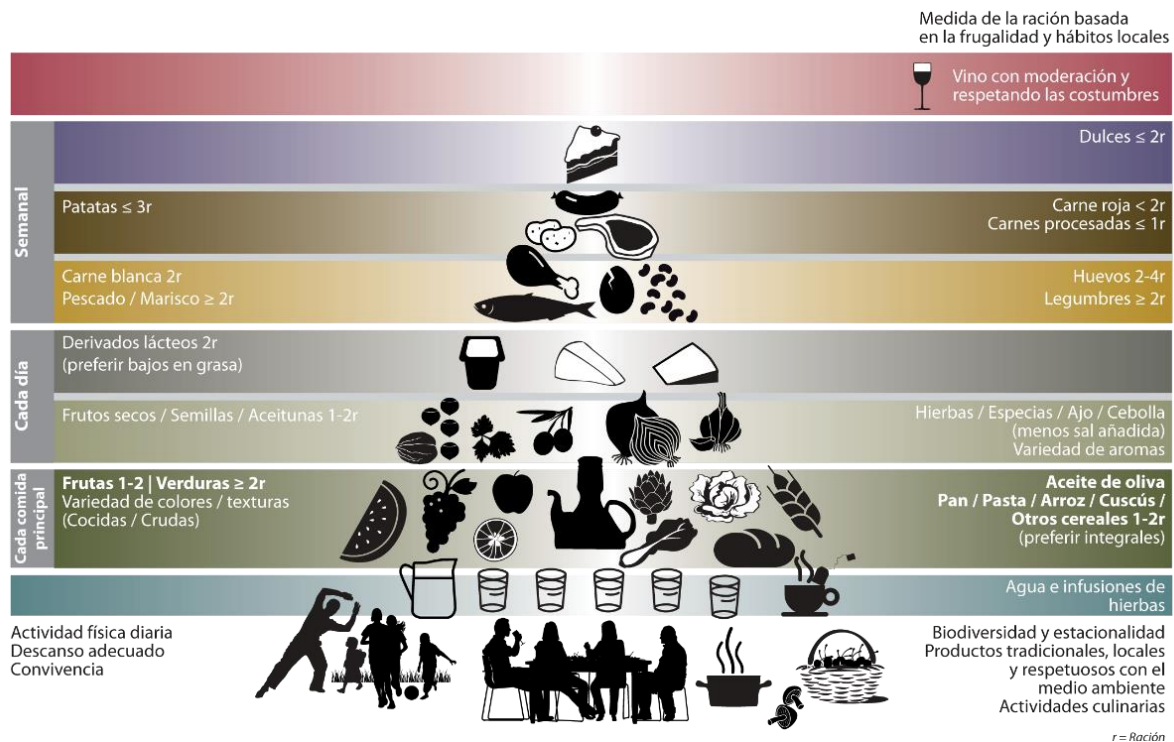 Medida de la ración basada
en la frugalidad y hábitos locales
Vino con moderación y
respetando las costumbres
Semanal
Dulces ≤ 2r
Patatas ≤ 3r
Carne roja < 2r
Carnes procesadas ≤ 1r
Carne blanca 2r
Pescado / Marisco ≥ 2r
Huevos 2-4r
Legumbres ≥ 2r
Cada día
Derivados lácteos 2r
(preferir bajos en grasa)
Frutos secos / Semillas / Aceitunas 1-2r
Hierbas / Especias / Ajo / Cebolla
(menos sal añadida)
Variedad de aromas
Cada comida
principal
Frutas 1-2 | Verduras ≥ 2r
Variedad de colores / texturas
(Cocidas / Crudas)
Aceite de oliva
Pan / Pasta / Arroz / Cuscús /
Otros cereales 1-2r
(preferir integrales)
Agua e infusiones de
hierbas
Actividad física diaria
Descanso adecuado
Convivencia
Biodiversidad y estacionalidad
Productos tradicionales, locales
y respetuosos con el
medio ambiente
Actividades culinarias
r = Ración